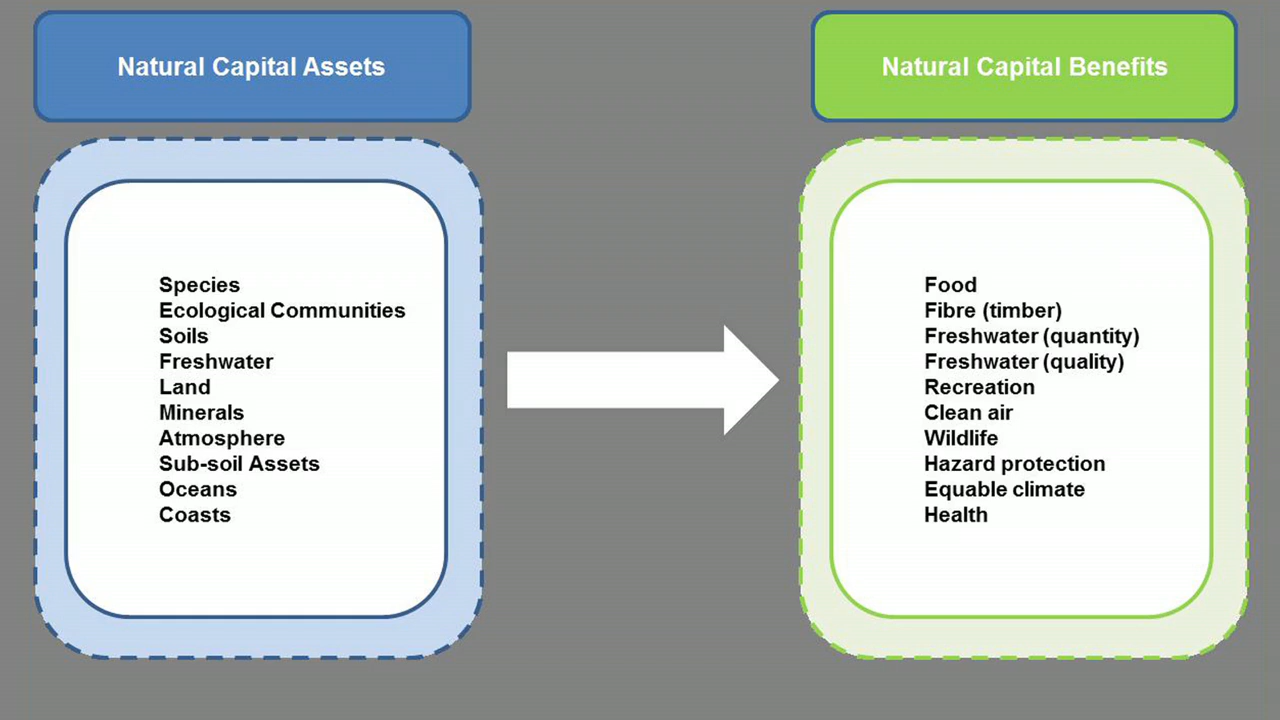 Natural Capital Assets
Natural Capital Benefits
Species
Ecological Communities
Soils
Freshwater
Land
Minerals
Atmosphere
Sub-soil Assets
Oceans
Coasts
Food
Fibre (timber)
Freshwater (quantity)
Freshwater (quality)
Recreation
Clean air
Wildlife
Hazard protection
Equable climate
Health